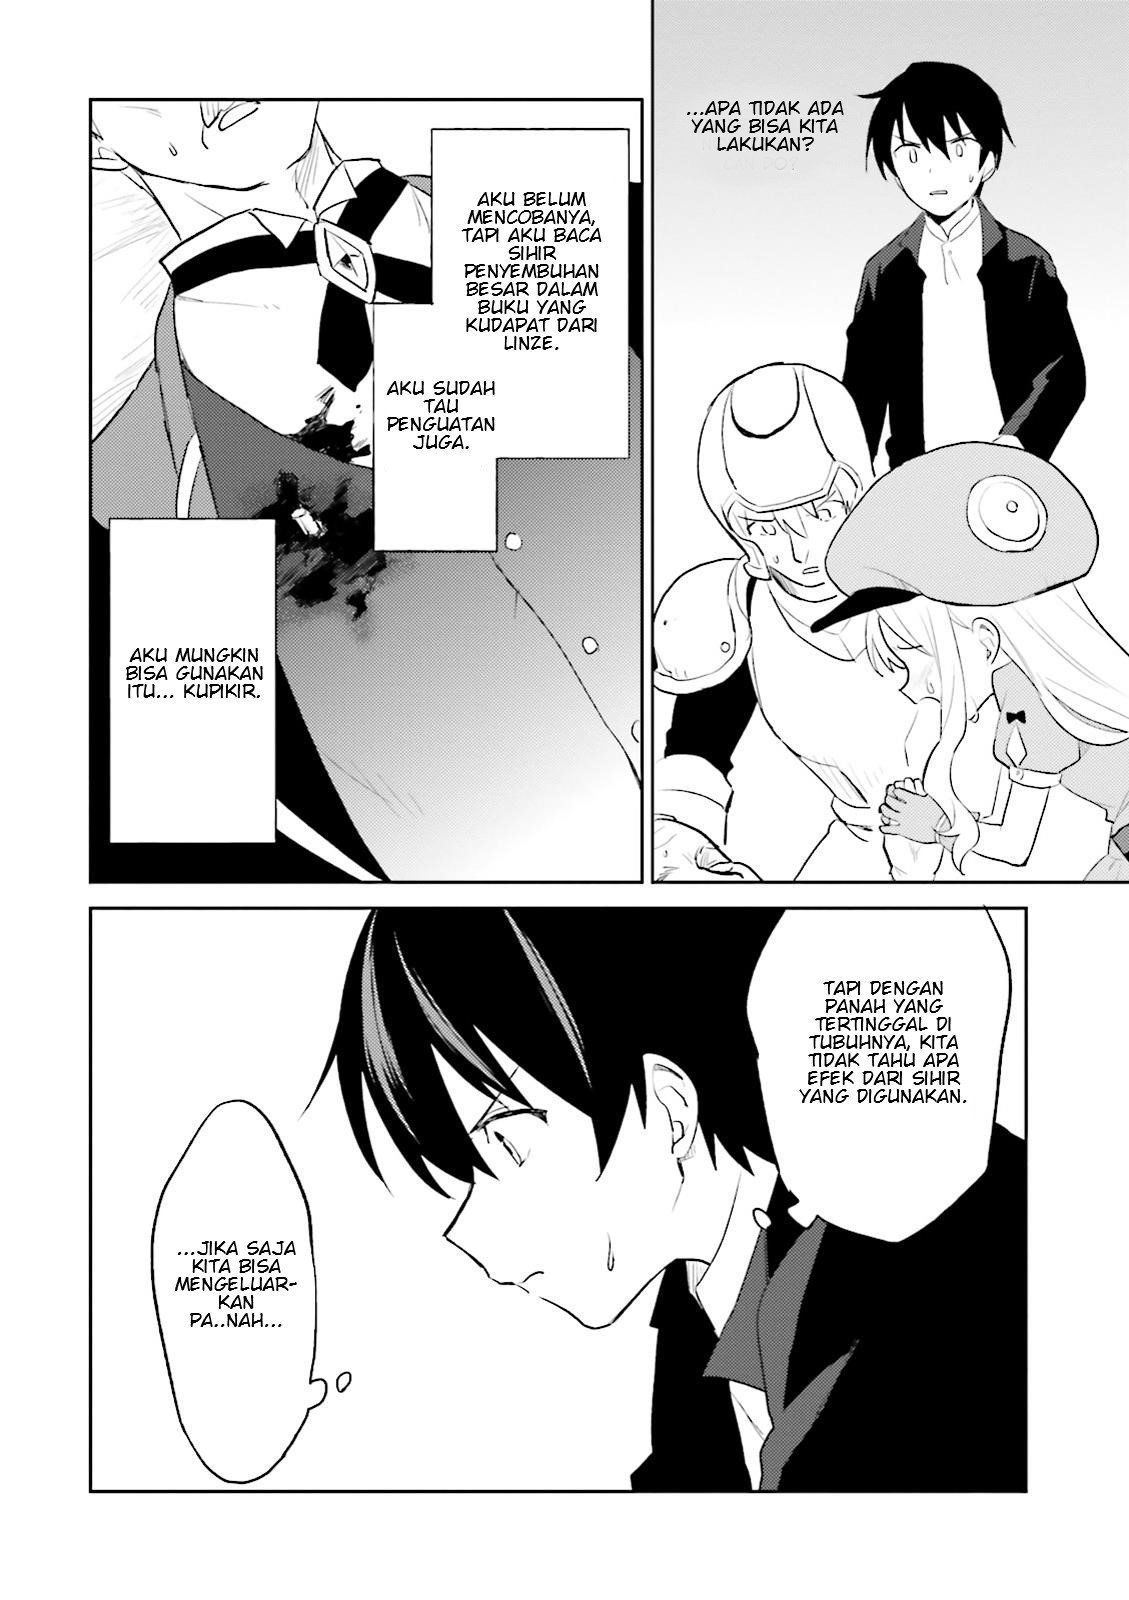 ...APA TIDAK ADA
YANG BISA KITA
LAKUKAN?
CAN DO?
AKU BELUM
MENCOBANYA,
TAPI AKU BACA
SIHIR
PENYEMBUHAN
BESAR DALAM
BUKU YANG
KUDAPAT DARI
LINZE.
AKU SUDAH
TAU
PENGUATAN
JUGA.
AKU MUNGKIN
BISA GUNAKAN
ITU... KUPIKIR.
TAPI DENGAN
PANAH YANG
TERTINGGAL DI
TUBUHNYA, KITA
TIDAK TAHU APA
EFEK DARI SIHIR
YANG DIGUNAKAN.
...JIKA SAJA
KITA BISA
MENGELUAR-
KAN
PA..NAH...